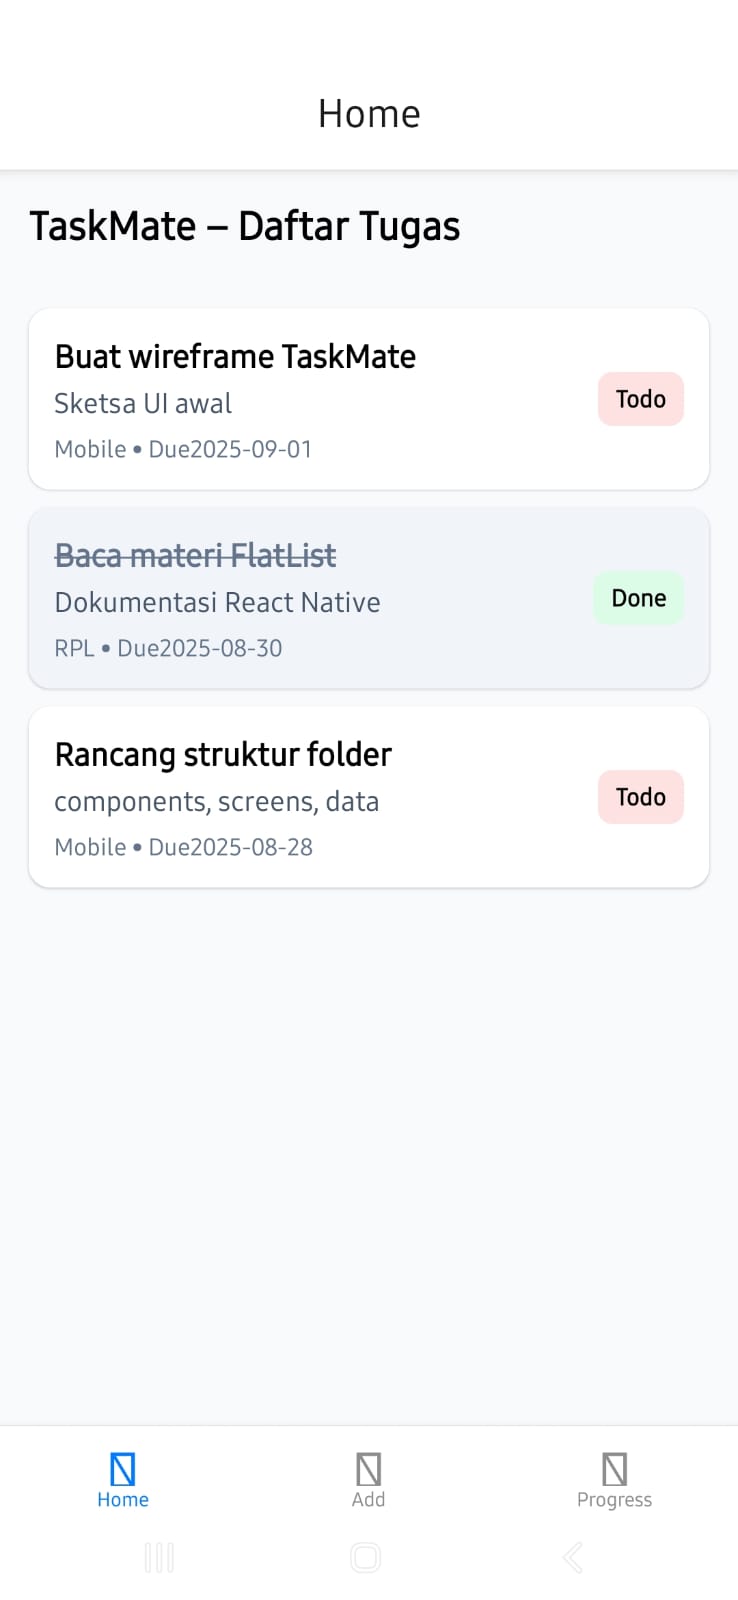 Home
TaskMate – Daftar Tugas
Buat wireframe TaskMate
Sketsa UI awal
Todo
Mobile • Due2025-09-01
Baca materi FlatList
Dokumentasi React Native
Done
RPL • Due2025-08-30
Rancang struktur folder
components, screens, data
Todo
Mobile • Due2025-08-28
Home
Add
Progress